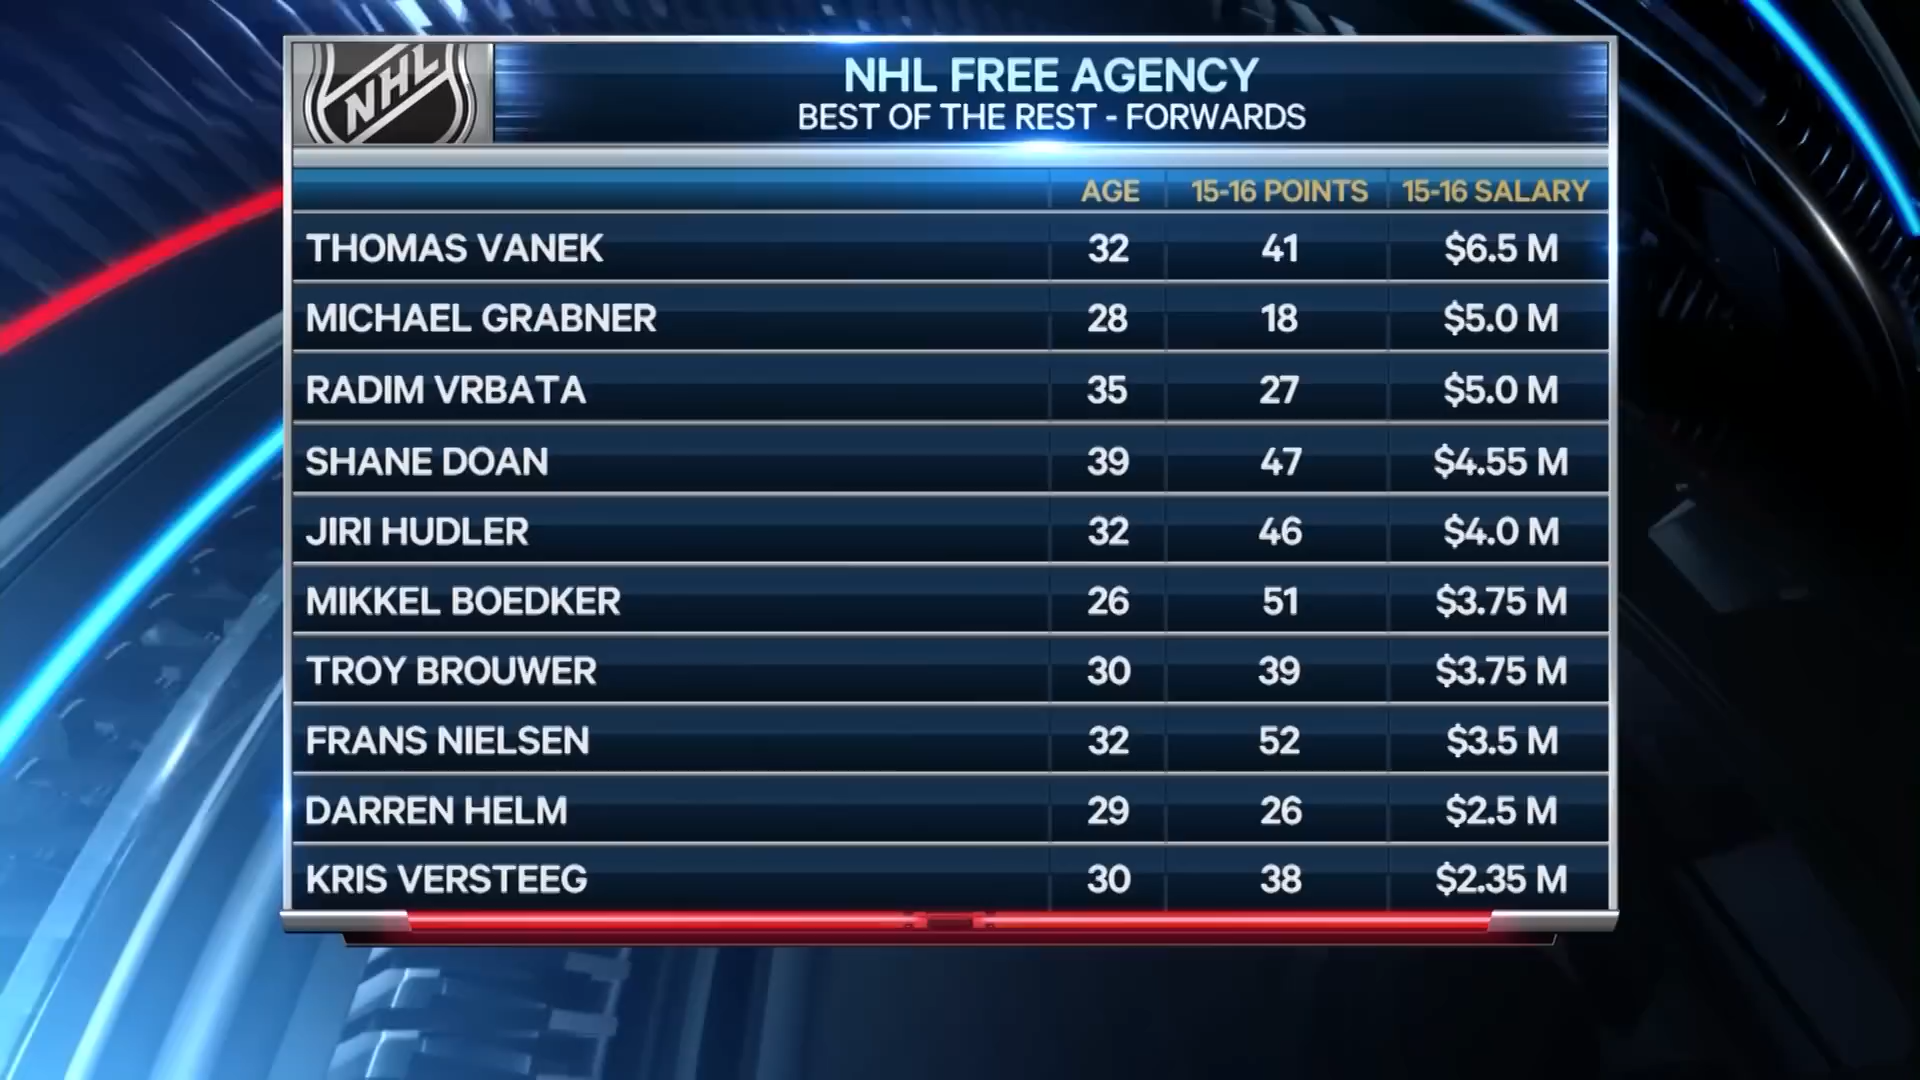 NHL
NHL FREE AGENCY
BEST OF THE REST - FORWARDS
AGE 15-16 POINTS 15-16 SALARY
THOMAS VANEK 32 41 $6.5 M
MICHAEL GRABNER 28 18 $5.0 M
RADIM VRBATA 35 27 $5.0 M
SHANE DOAN 39 47 $4.55 M
JIRI HUDLER 32 46 $4.0 M
MIKKEL BOEDKER 26 51 $3.75 M
TROY BROUWER 30 39 $3.75 M
FRANS NIELSEN 32 52 $3.5 M
DARREN HELM 29 26 $2.5 M
KRIS VERSTEEG 30 38 $2.35 M